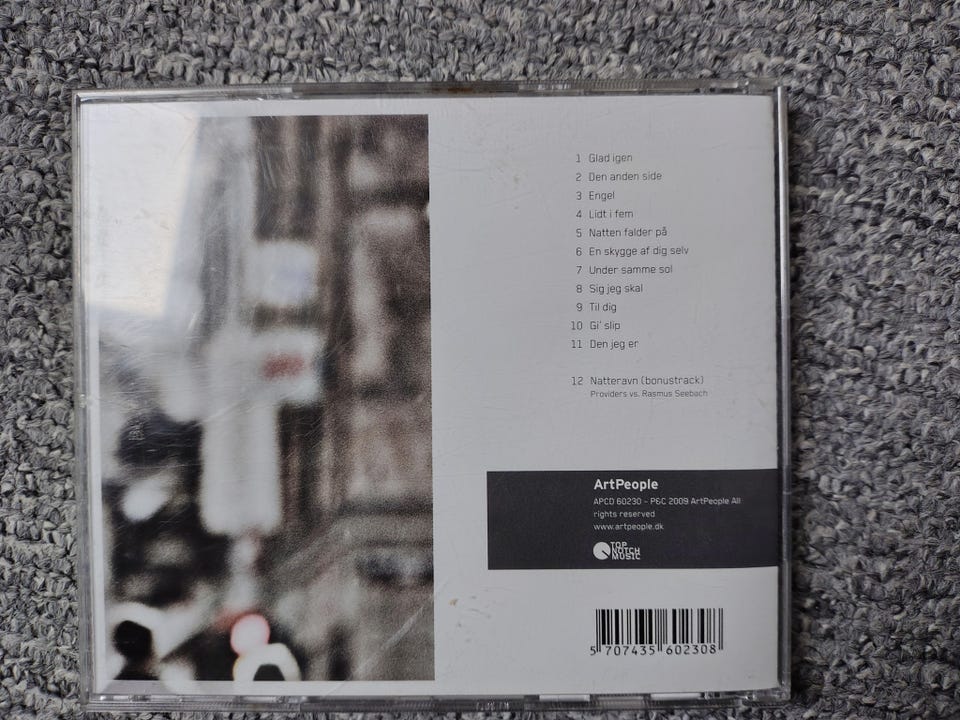 1 Glad igen
2 Den anden side
3 Engel
4 Lidt i fem
5 Natten falder på
6 En skygge af dig selv
7 Under samme sol
8 Sig jeg skal
9 Til dig
10 Gi' slip
11 Den jeg er
12 Natteravn (bonustrack)
Providers vs. Rasmus Seebach
ArtPeople
APCD 60230 - P&C 2009 ArtPeople All
rights reserved
www.artpeople.dk
TOP
NOTCH
MUSIC
5 707435 602308